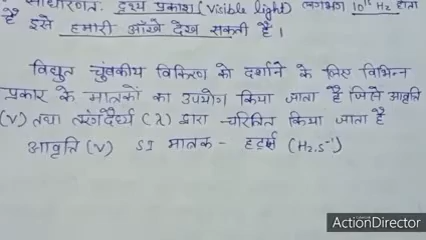 साधारणतः दृश्य प्रकाश (Visible light) लगभग 10¹⁵ Hz होता
है इसे हमारी आँखे देख सकती है।
विद्युत चुंबकीय विकिरण को दर्शाने के लिए विभिन्न
प्रकार के मात्रकों का उपयोग किया जाता है जिसे आवृति
(V) तथा तरंगदैर्ध्य (λ) द्वारा चरित्रित किया जाता है
आवृति (V) SI मात्रक - हर्ट्ज (Hz.s⁻¹)
ActionDirector